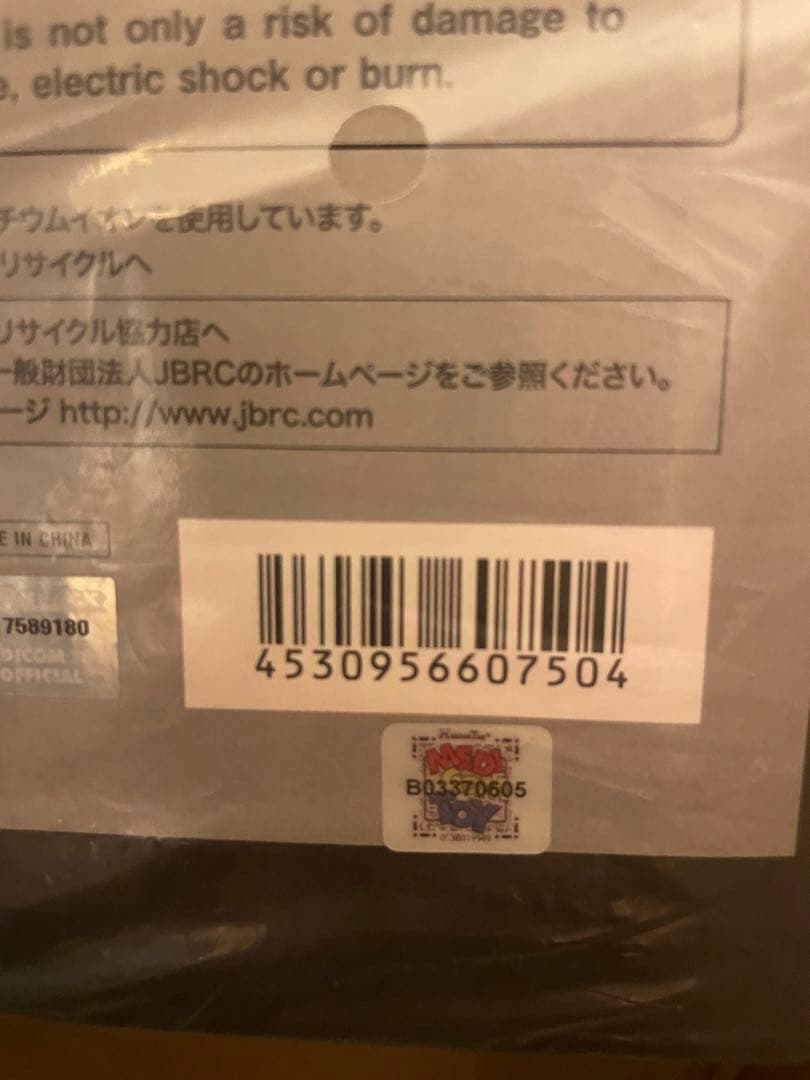 is not only a risk of damage to
e, electric shock or burn.
チウムイオンを使用しています。
リサイクルへ
リサイクル協力店へ
一般財団法人JBRCのホームページをご参照ください。
ージ http://www.jbrc.com
E IN CHINA
7589180
DICOM
OFFICIAL
4530956607504
MEDI
B03370605
TOY